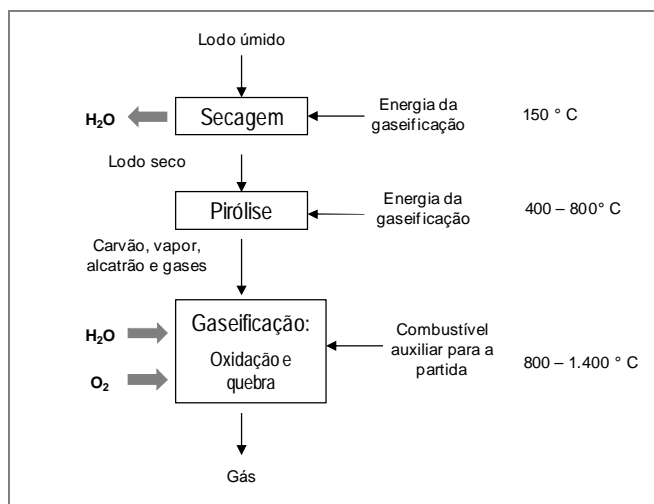 Lodo úmido
H₂O
Secagem
Energia da
gaseificação
150 ° C
Lodo seco
Pirólise
Energia da
gaseificação
400 – 800° C
Carvão, vapor,
alcatrão e gases
H₂O
O₂
Gaseificação:
Oxidação e
quebra
Combustível
auxiliar para a
partida
800 – 1.400 ° C
Gás